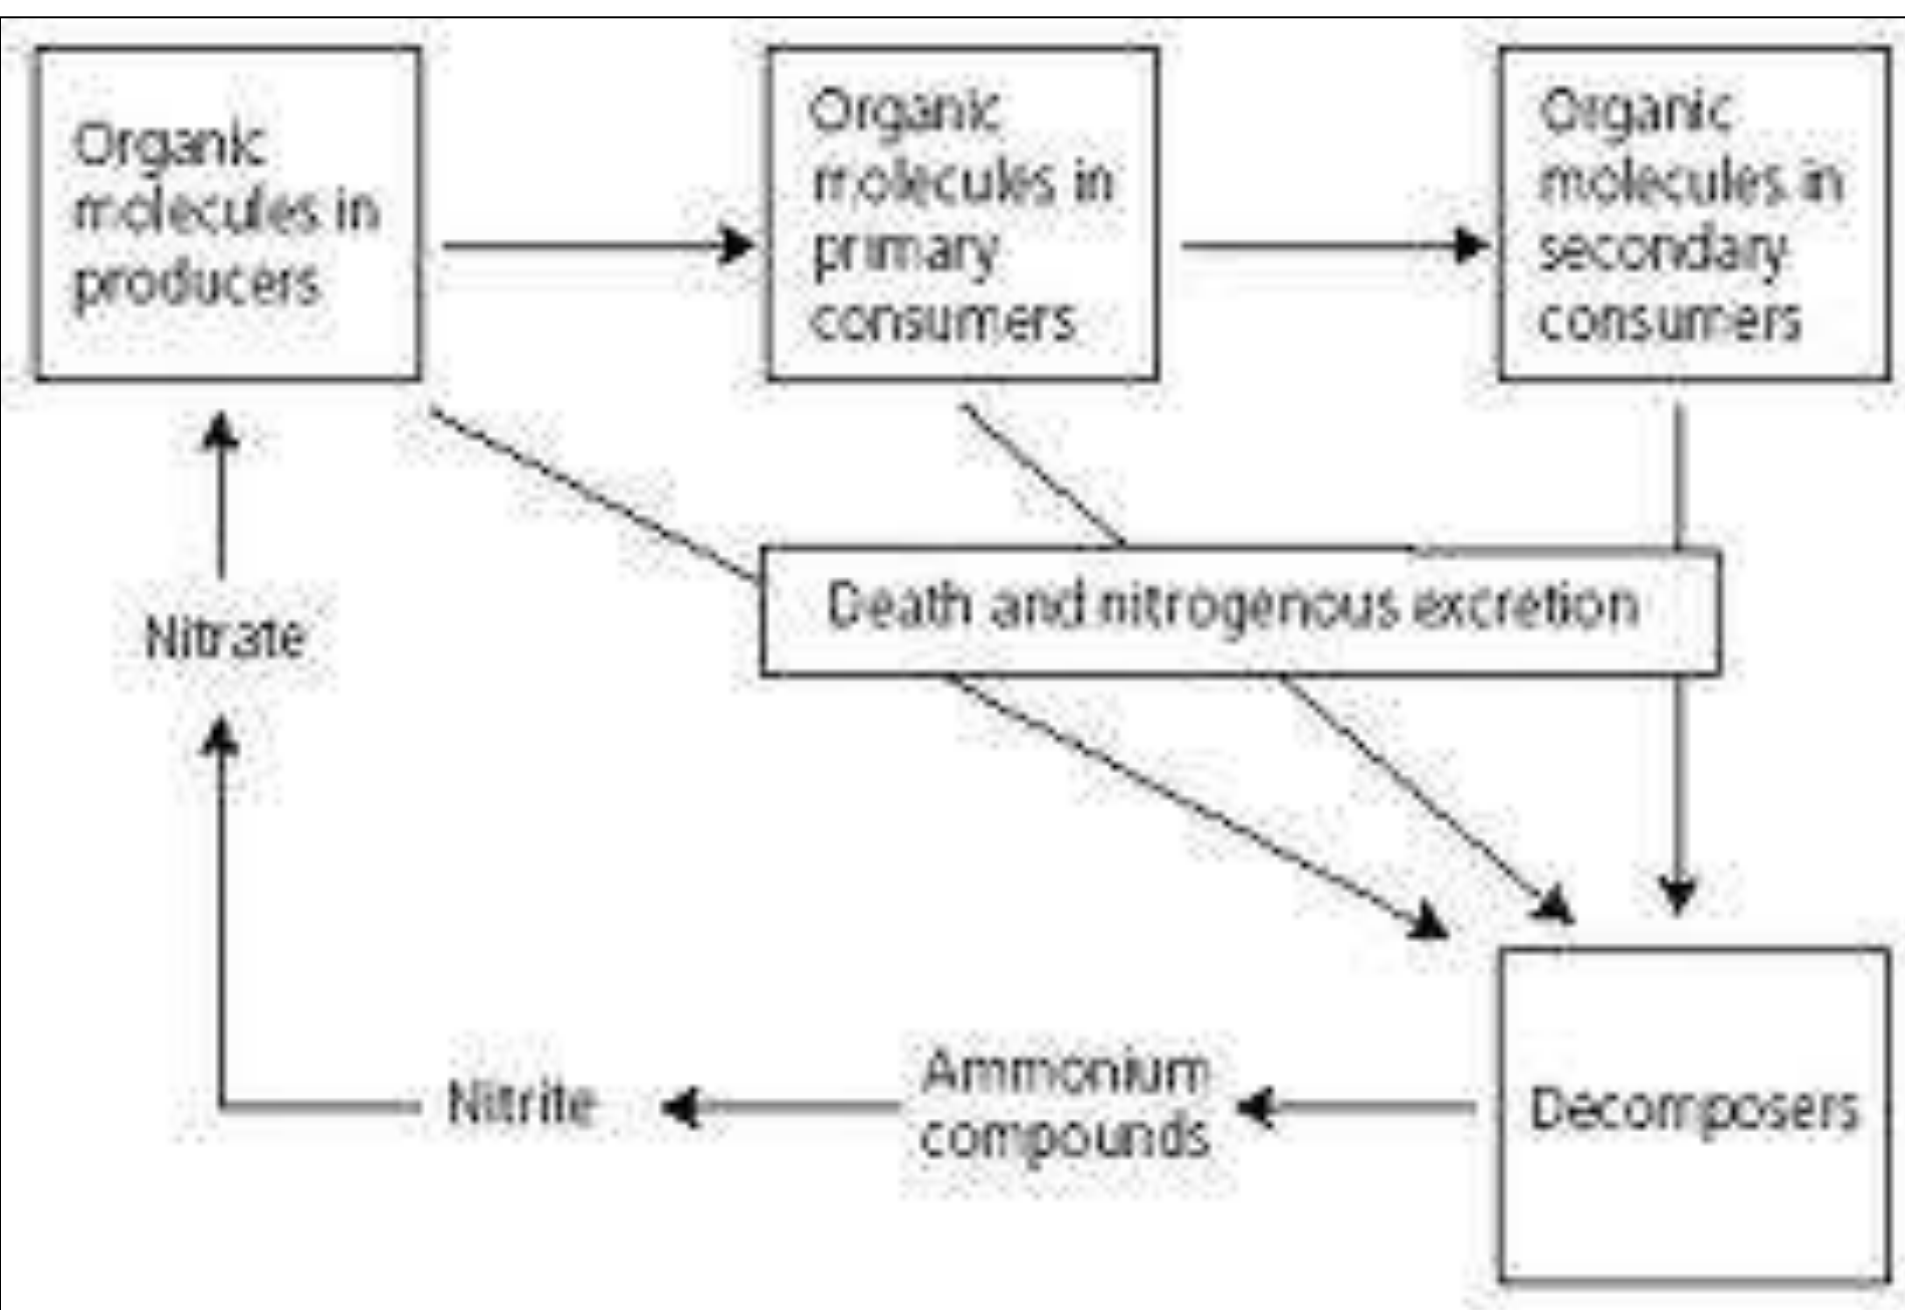 Organic
molecules in
producers
Organic
molecules in
primary
consumers
Organic
molecules in
secondary
consumers
Death and nitrogenous excretion
Nitrate
Nitrite
Ammonium
compounds
Decomposers